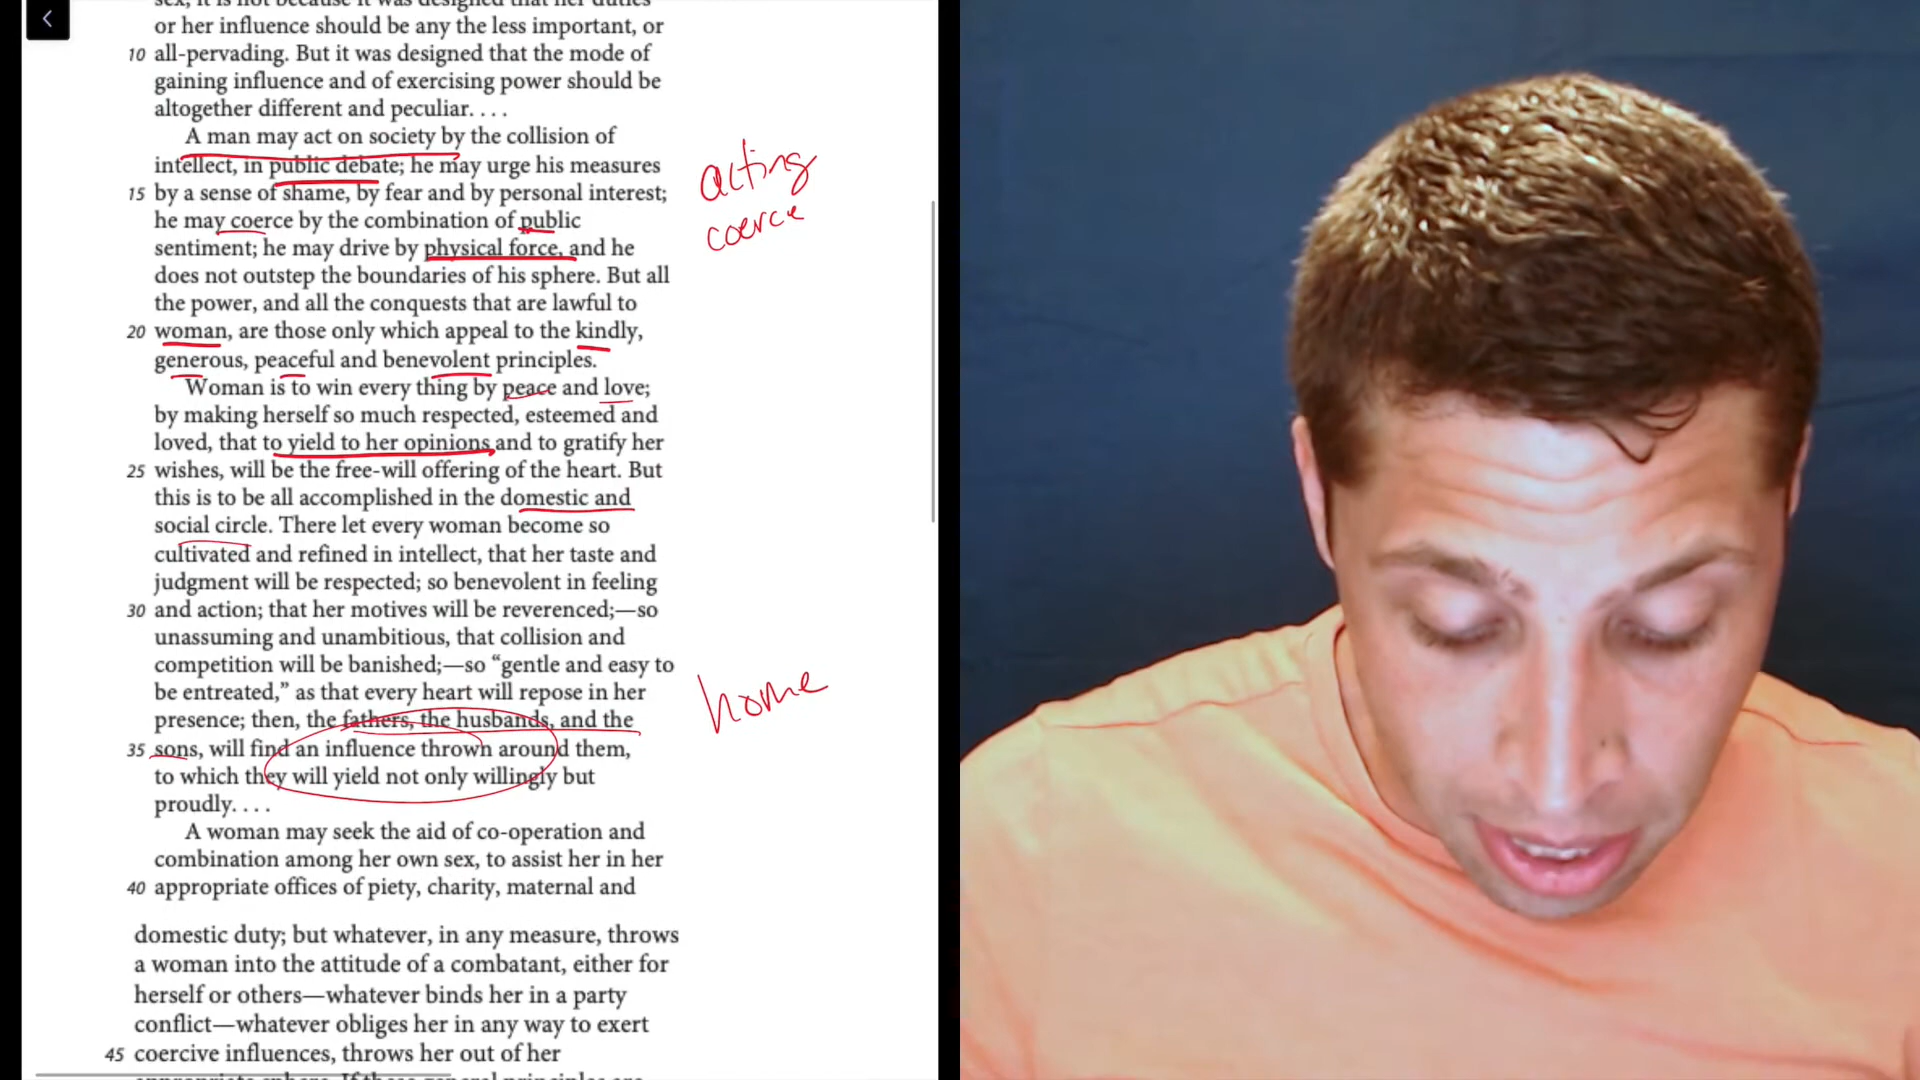 or her influence should be any the less important, or
10 all-pervading. But it was designed that the mode of
gaining influence and of exercising power should be
altogether different and peculiar. . . .
A man may act on society by the collision of
intellect, in public debate; he may urge his measures
15 by a sense of shame, by fear and by personal interest;
he may coerce by the combination of public
sentiment; he may drive by physical force, and he
does not outstep the boundaries of his sphere. But all
the power, and all the conquests that are lawful to
20 woman, are those only which appeal to the kindly,
generous, peaceful and benevolent principles.
Woman is to win every thing by peace and love;
by making herself so much respected, esteemed and
loved, that to yield to her opinions and to gratify her
25 wishes, will be the free-will offering of the heart. But
this is to be all accomplished in the domestic and
social circle. There let every woman become so
cultivated and refined in intellect, that her taste and
judgment will be respected; so benevolent in feeling
30 and action; that her motives will be reverenced;—so
unassuming and unambitious, that collision and
competition will be banished;—so “gentle and easy to
be entreated,” as that every heart will repose in her
presence; then, the fathers, the husbands, and the
35 sons, will find an influence thrown around them,
to which they will yield not only willingly but
proudly. . . .
A woman may seek the aid of co-operation and
combination among her own sex, to assist her in her
40 appropriate offices of piety, charity, maternal and
domestic duty; but whatever, in any measure, throws
a woman into the attitude of a combatant, either for
herself or others—whatever binds her in a party
conflict—whatever obliges her in any way to exert
45 coercive influences, throws her out of her
acting
coerce
home